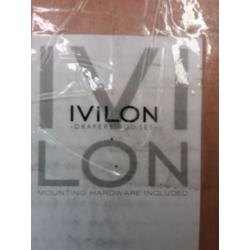 IVI
IVILON
-DRAPERY ROD SET-
LON
MOUNTING HARDWARE INCLUDED